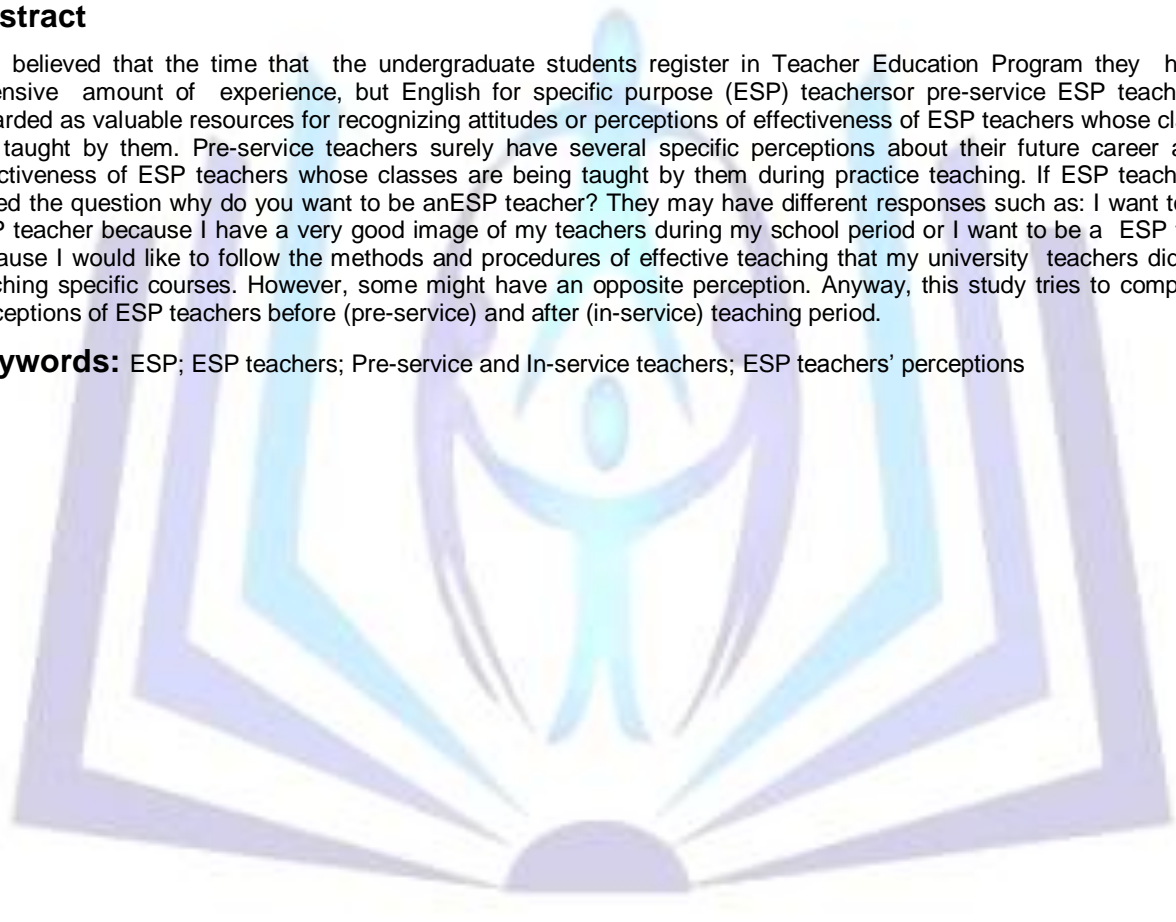 stract
believed that the time that the undergraduate students register in Teacher Education Program they h
ensive amount of experience, but English for specific purpose (ESP) teachersor pre-service ESP teach
arded as valuable resources for recognizing attitudes or perceptions of effectiveness of ESP teachers whose cl
taught by them. Pre-service teachers surely have several specific perceptions about their future career a
ctiveness of ESP teachers whose classes are being taught by them during practice teaching. If ESP teach
ed the question why do you want to be anESP teacher? They may have different responses such as: I want to
P teacher because I have a very good image of my teachers during my school period or I want to be a ESP
ause I would like to follow the methods and procedures of effective teaching that my university teachers did
ching specific courses. However, some might have an opposite perception. Anyway, this study tries to comp
ceptions of ESP teachers before (pre-service) and after (in-service) teaching period.
ywords: ESP; ESP teachers; Pre-service and In-service teachers; ESP teachers’ perceptions